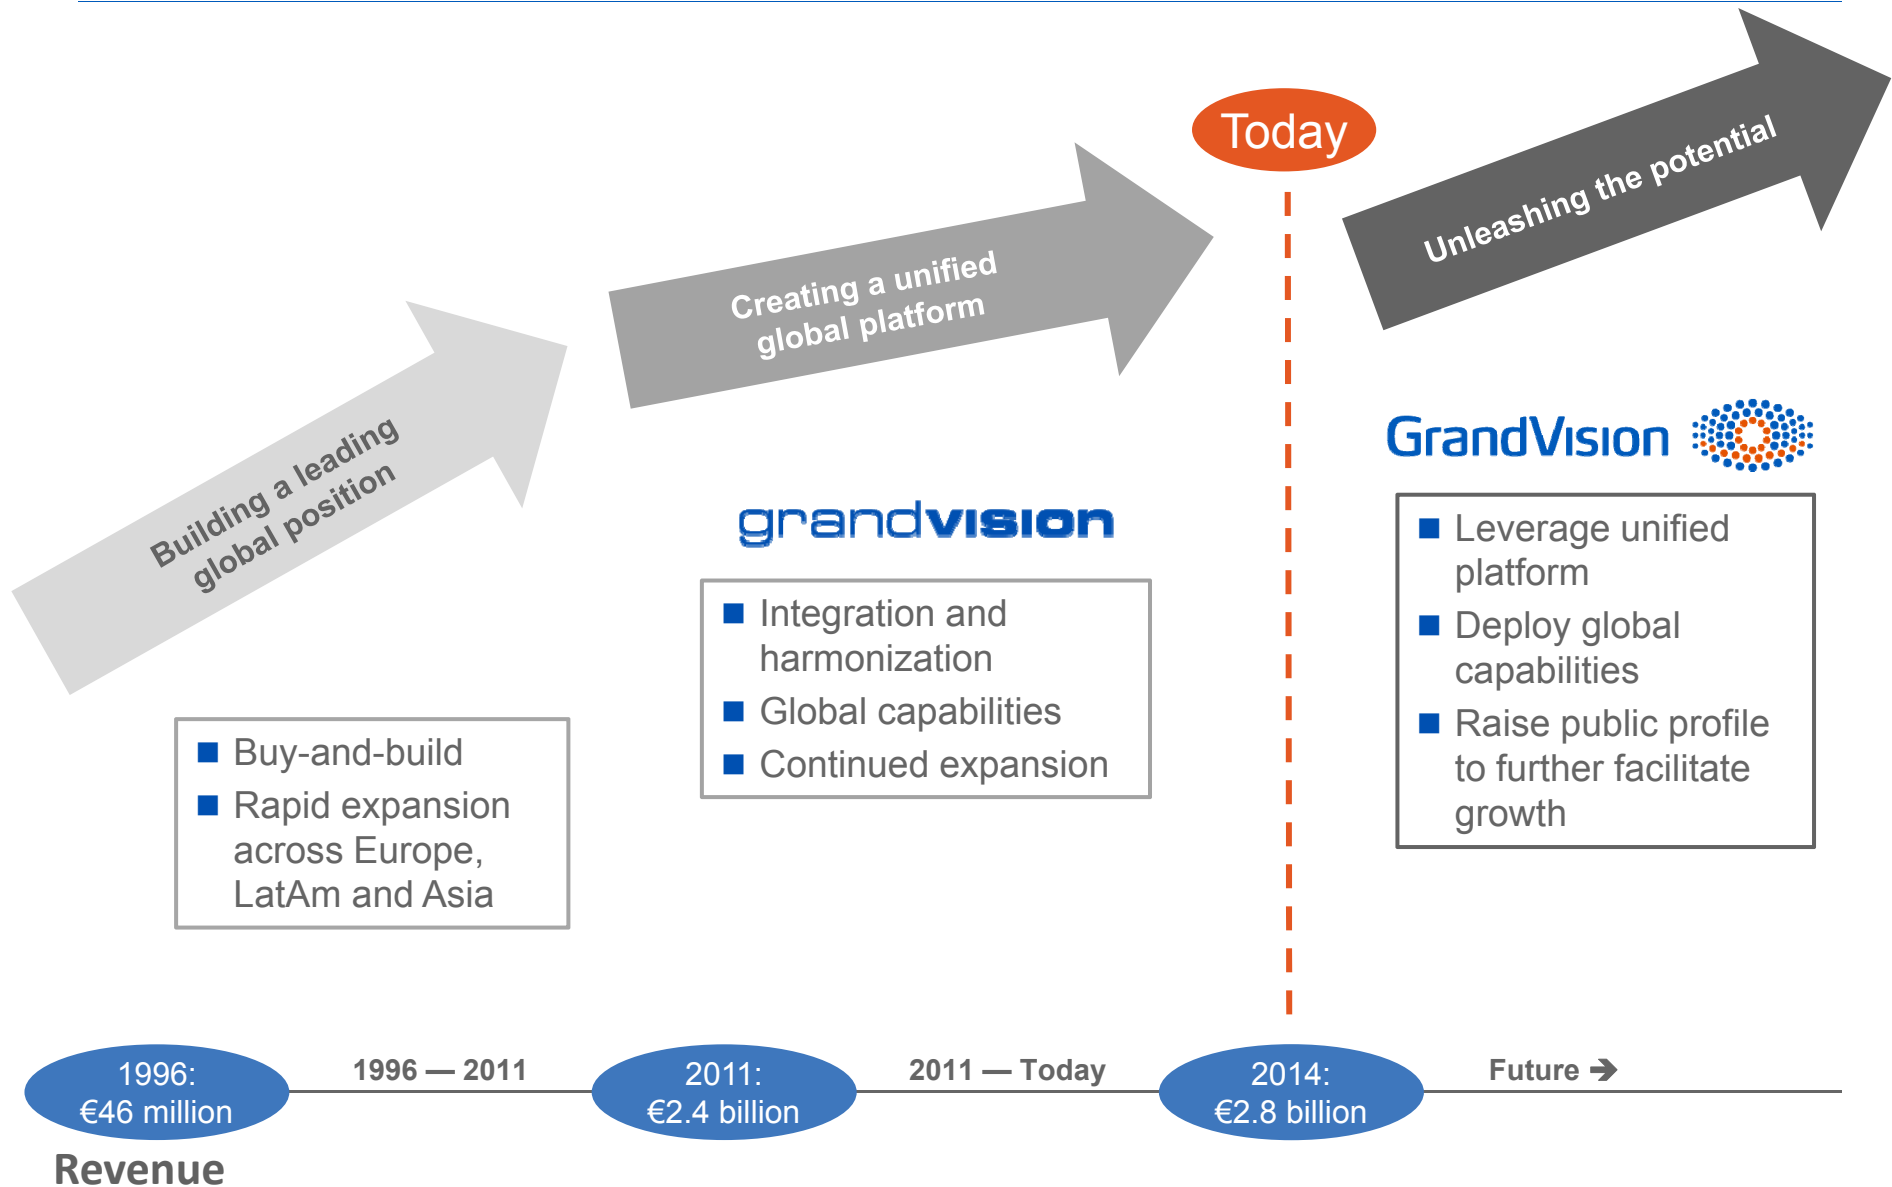 Today
Unleashing the potential
Creating a unified
global platform
Building a leading
global position
GrandVision
grandvision
Leverage unified
platform
Deploy global
capabilities
Raise public profile
to further facilitate
growth
Integration and
harmonization
Global capabilities
Continued expansion
Buy-and-build
Rapid expansion
across Europe,
LatAm and Asia
1996:
€46 million
1996 — 2011
2011:
€2.4 billion
2011 — Today
2014:
€2.8 billion
Future ➔
Revenue